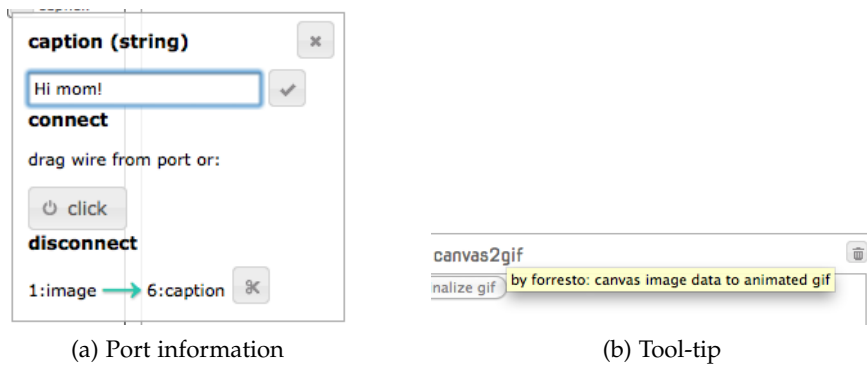 caption (string)
Hi mom!
connect
drag wire from port or:
click
disconnect
1:image 6:caption
canvas2gif
nalize gif
by forresto: canvas image data to animated gif
(a) Port information
(b) Tool-tip